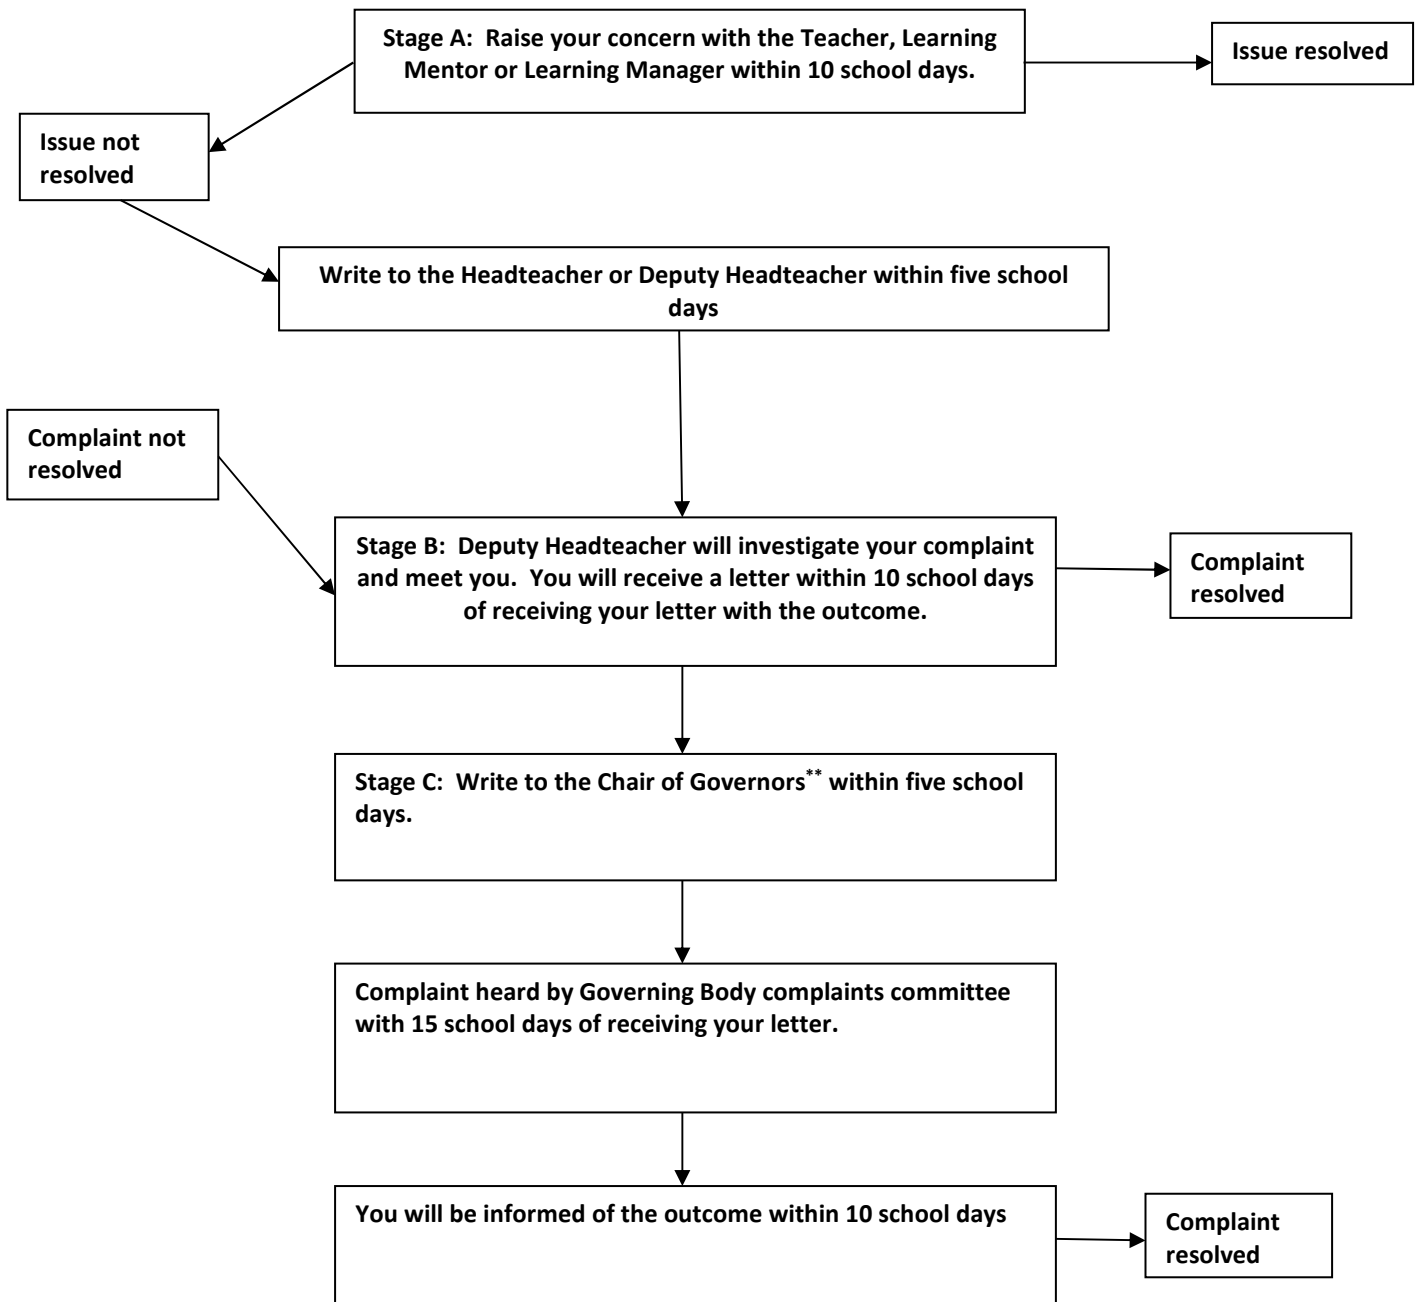 Stage A: Raise your concern with the Teacher, Learning
Mentor or Learning Manager within 10 school days.
Issue resolved
Issue not
resolved
Write to the Headteacher or Deputy Headteacher within five school
days
Complaint not
resolved
Stage B: Deputy Headteacher will investigate your complaint
and meet you. You will receive a letter within 10 school days
of receiving your letter with the outcome.
Complaint
resolved
Stage C: Write to the Chair of Governors** within five school
days.
Complaint heard by Governing Body complaints committee
with 15 school days of receiving your letter.
You will be informed of the outcome within 10 school days
Complaint
resolved